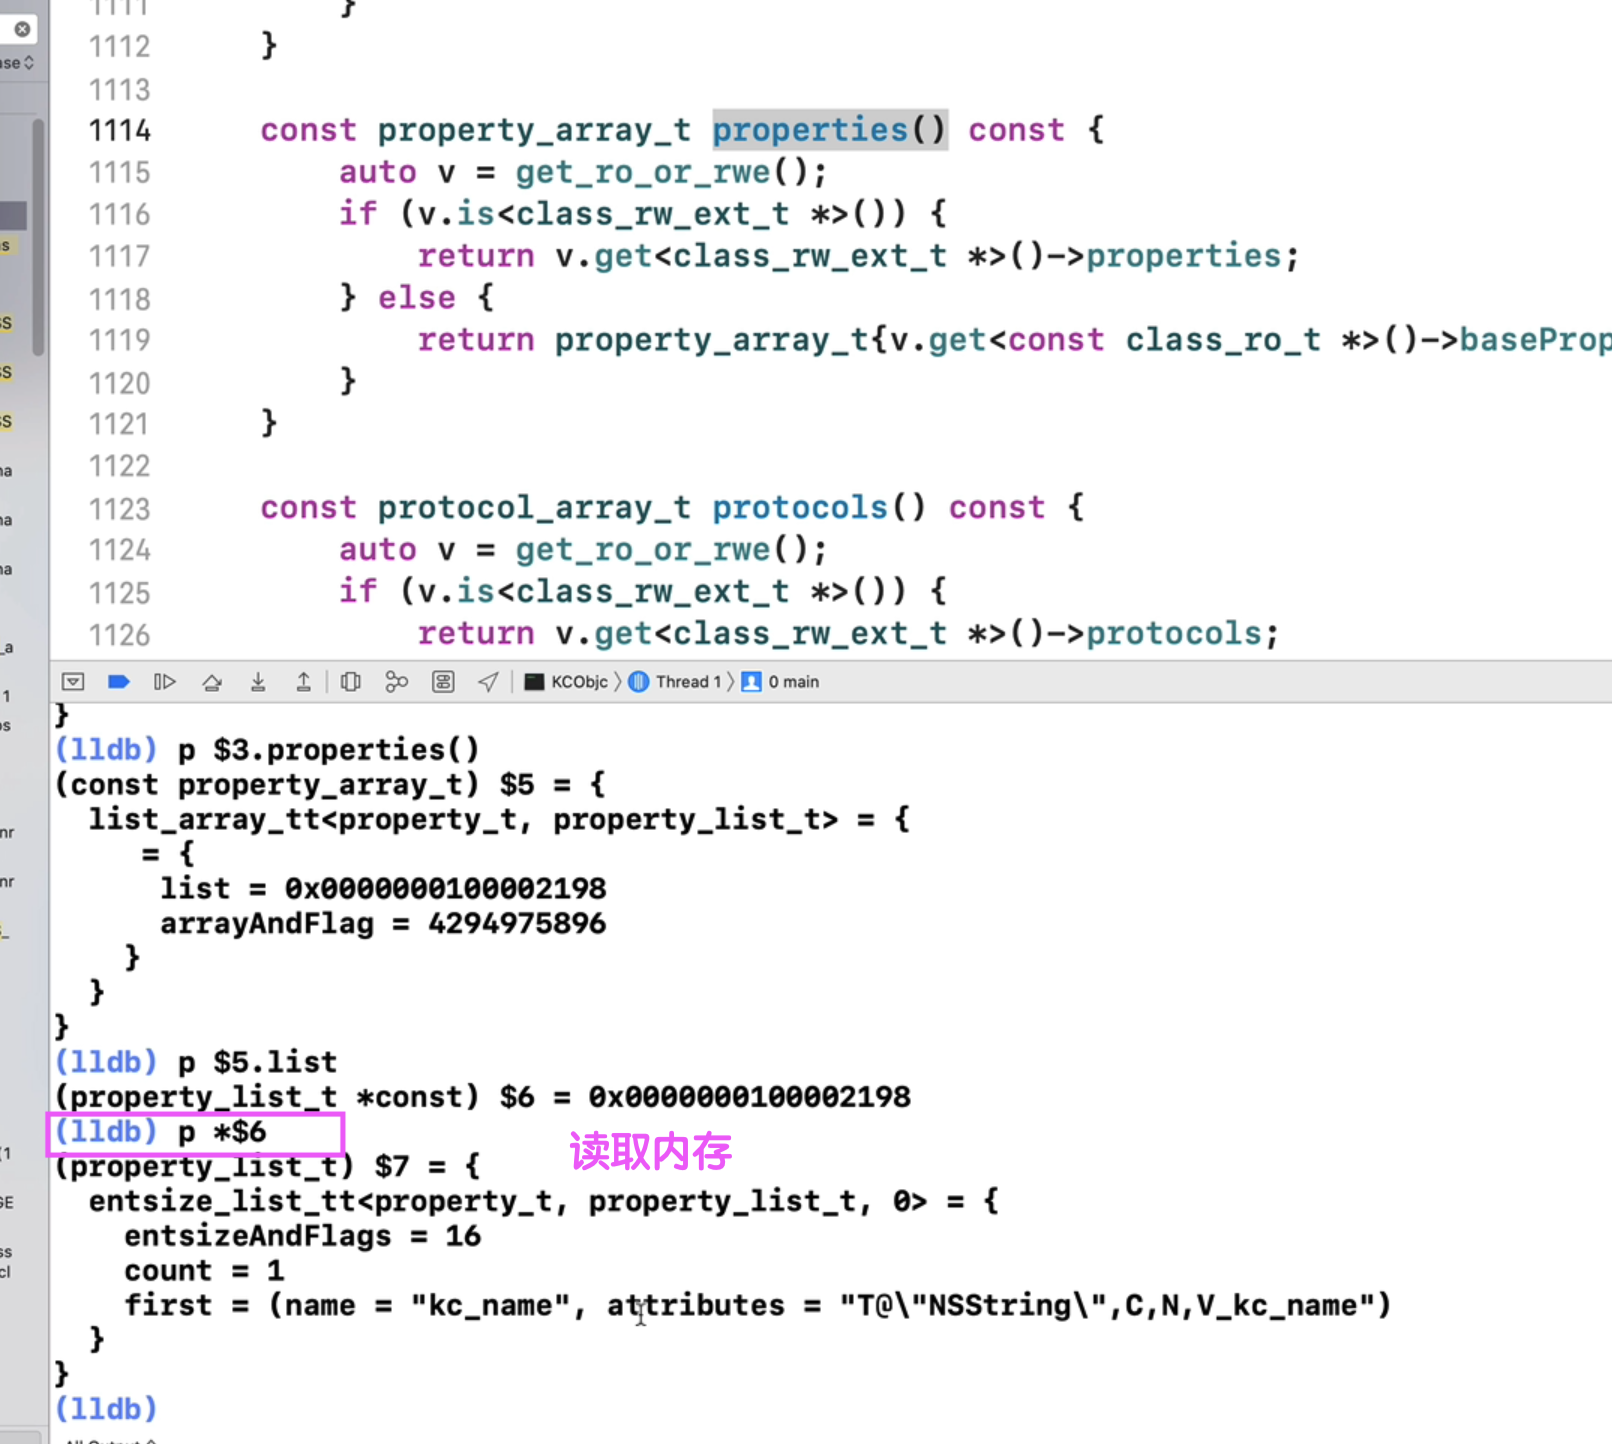 1111 }
1112 }
1113
1114 const property_array_t properties() const {
1115 auto v = get_ro_or_rwe();
1116 if (v.is<class_rw_ext_t *>()) {
1117 return v.get<class_rw_ext_t *>()->properties;
1118 } else {
1119 return property_array_t{v.get<const class_ro_t *>()->baseProp
1120 }
1121 }
1122
1123 const protocol_array_t protocols() const {
1124 auto v = get_ro_or_rwe();
1125 if (v.is<class_rw_ext_t *>()) {
1126 return v.get<class_rw_ext_t *>()->protocols;
KCObjc 〉 Thread 1 〉 0 main
}
(lldb) p $3.properties()
(const property_array_t) $5 = {
list_array_tt<property_t, property_list_t> = {
= {
list = 0x0000000100002198
arrayAndFlag = 4294975896
}
}
}
(lldb) p $5.list
(property_list_t *const) $6 = 0x0000000100002198
(lldb) p *$6
读取内存
(property_list_t) $7 = {
entsize_list_tt<property_t, property_list_t, 0> = {
entsizeAndFlags = 16
count = 1
first = (name = "kc_name", attributes = "T@\"NSString\",C,N,V_kc_name")
}
}
(lldb)